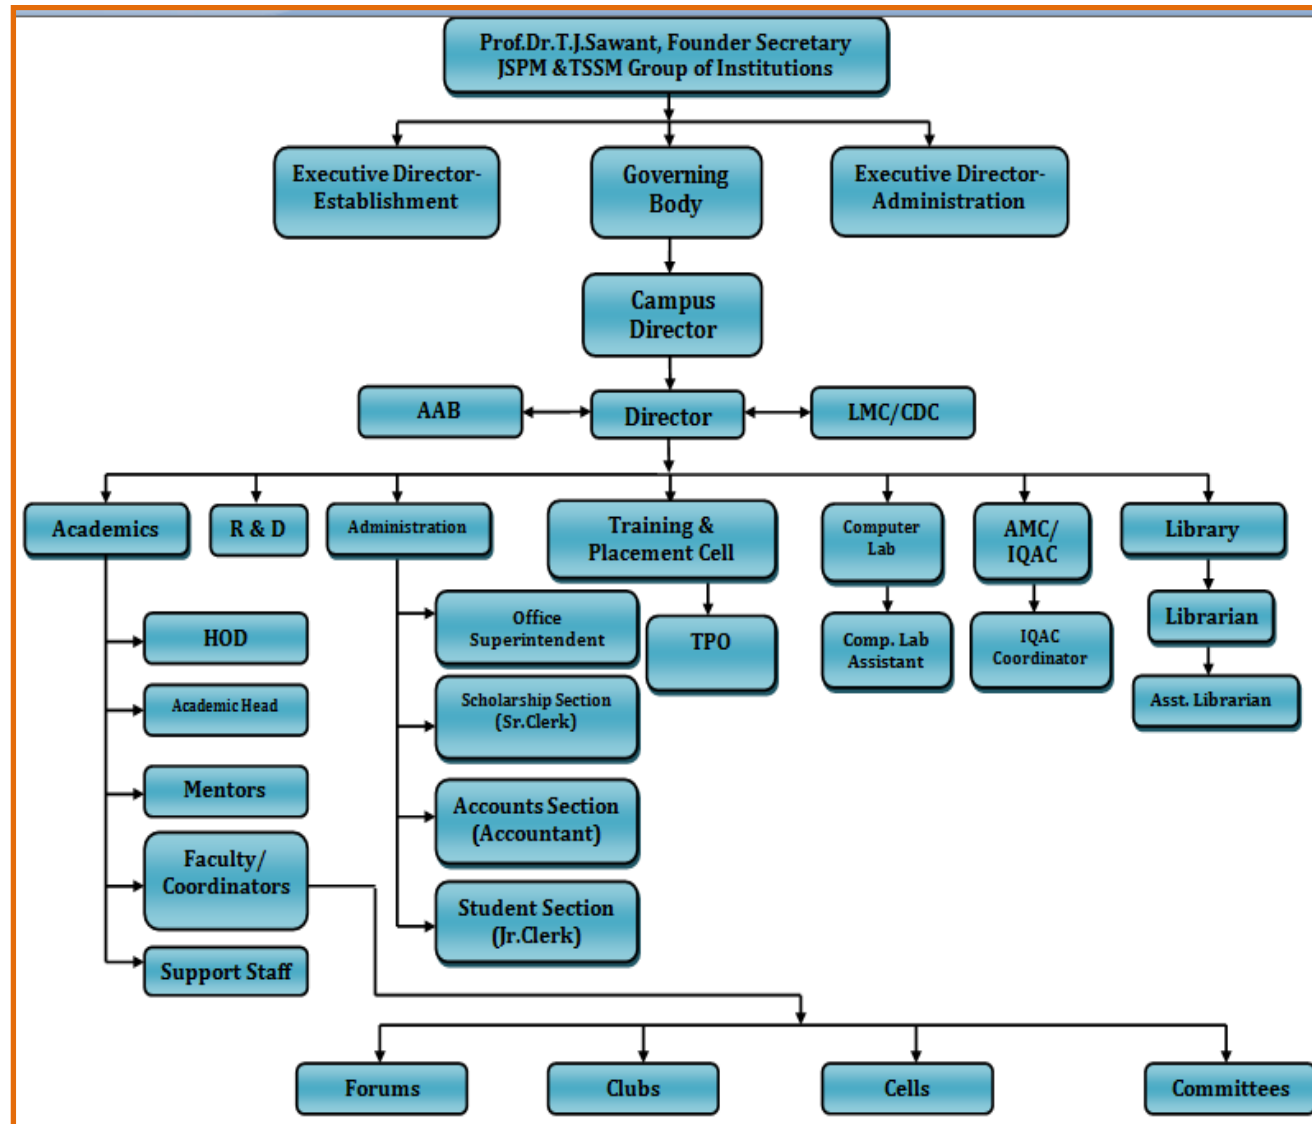 Prof.Dr.T.J.Sawant, Founder Secretary
JSPM &TSSM Group of Institutions
Executive Director-
Establishment
Governing
Body
Executive Director-
Administration
Campus
Director
AAB
Director
LMC/CDC
Academics
R & D
Administration
Training &
Placement Cell
Computer
Lab
AMC/
IQAC
Library
HOD
Academic Head
Mentors
Faculty/
Coordinators
Support Staff
Office
Superintendent
Scholarship Section
(Sr.Clerk)
Accounts Section
(Accountant)
Student Section
(Jr.Clerk)
TPO
Comp. Lab
Assistant
IQAC
Coordinator
Librarian
Asst. Librarian
Forums
Clubs
Cells
Committees